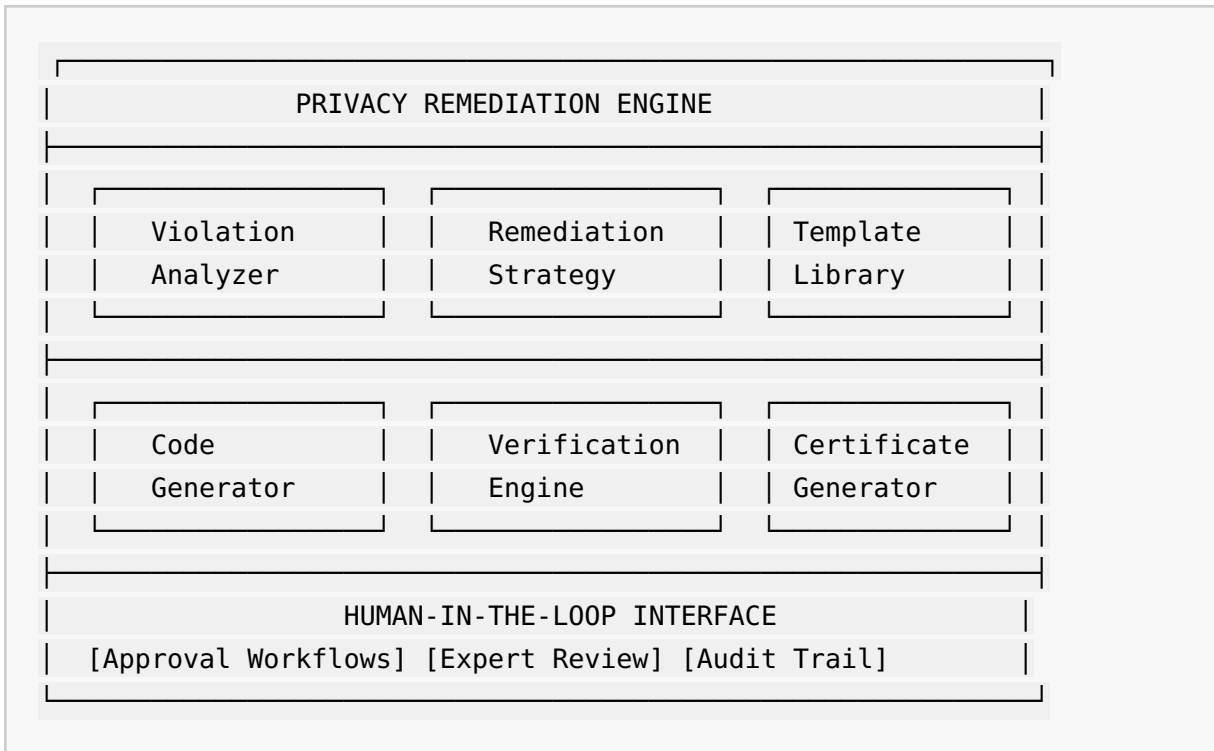 PRIVACY REMEDIATION ENGINE
Violation Remediation Template
Analyzer Strategy Library
Code Verification Certificate
Generator Engine Generator
HUMAN-IN-THE-LOOP INTERFACE
[Approval Workflows] [Expert Review] [Audit Trail]